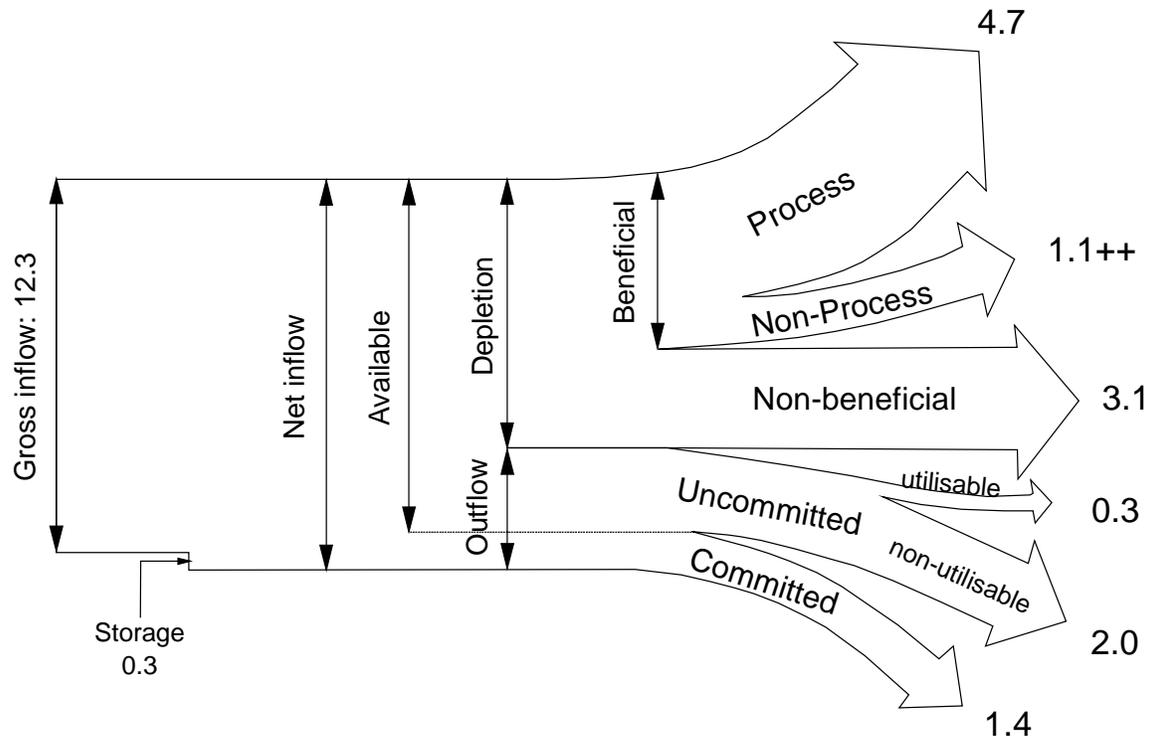 4.7
Process
1.1++
Non-Process
Beneficial
Gross inflow: 12.3
Net inflow
Available
Depletion
Non-beneficial
3.1
Outflow
utilisable
0.3
Uncommitted
non-utilisable
2.0
Committed
1.4
Storage
0.3